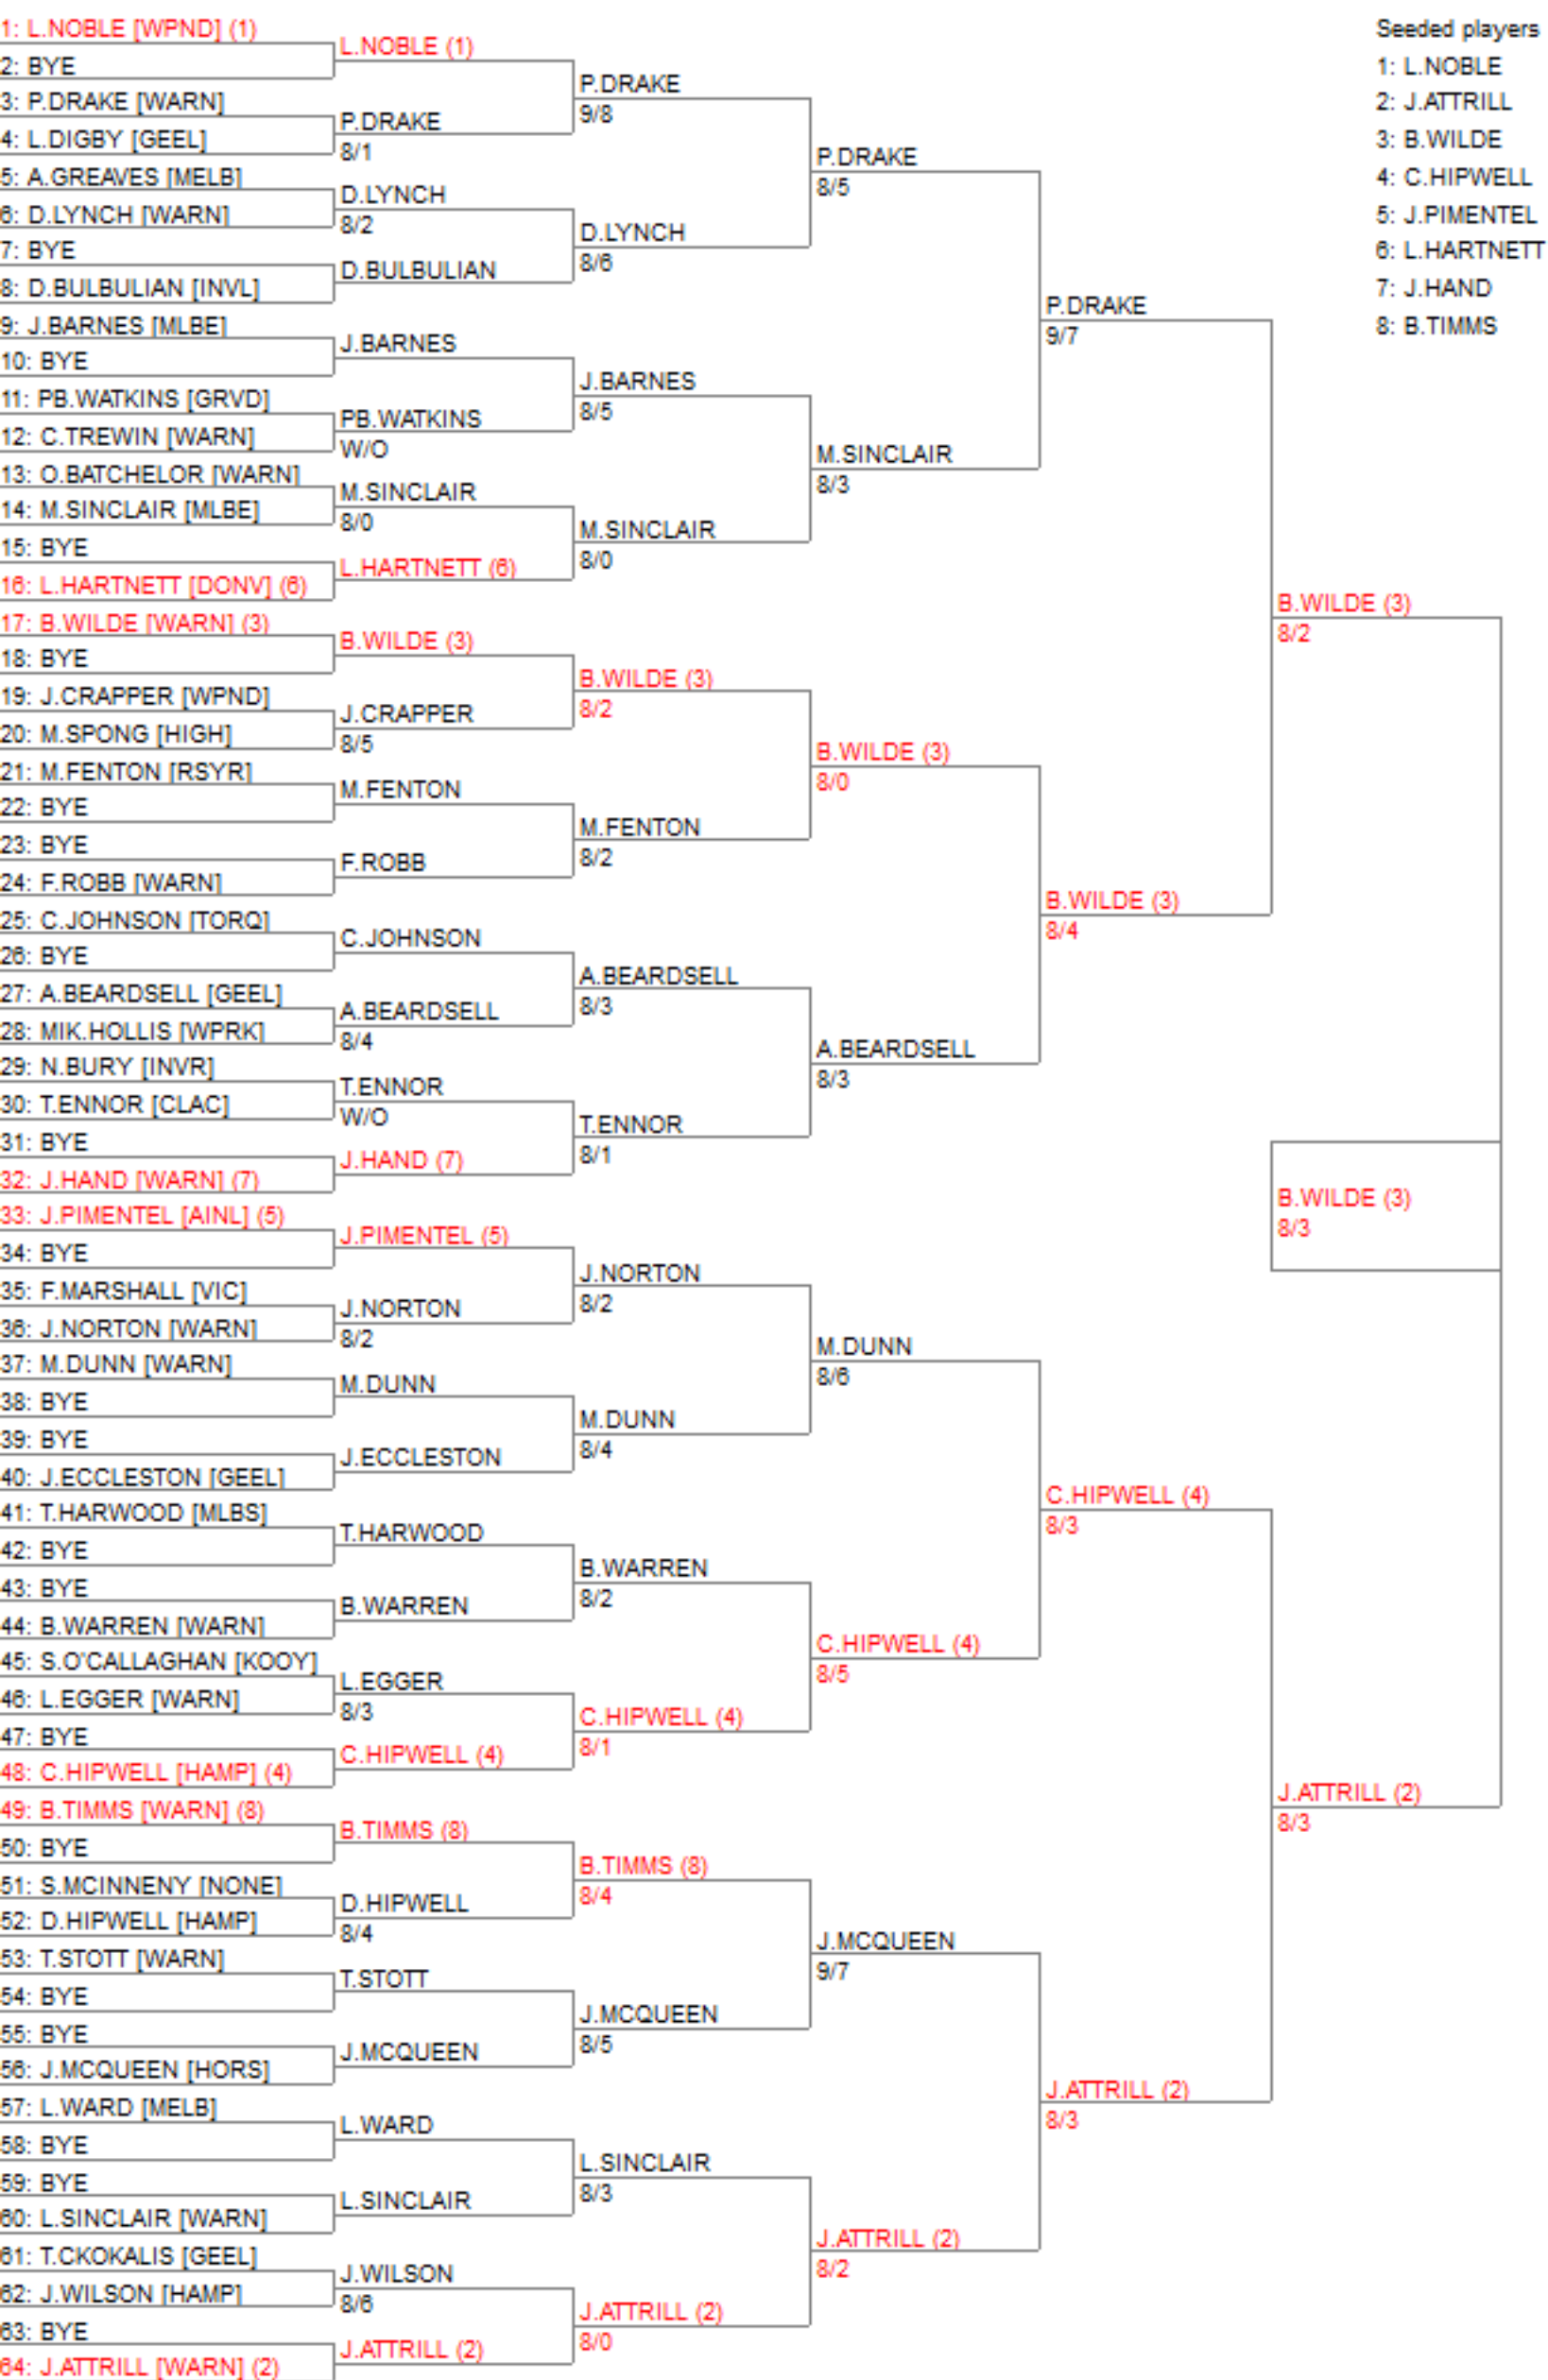 1: L.NOBLE [WPND] (1)
2: BYE
3: P.DRAKE [WARN]
4: L.DIGBY [GEEL]
5: A.GREAVES [MELB]
6: D.LYNCH [WARN]
7: BYE
8: D.BULBULIAN [INVL]
9: J.BARNES [MLBE]
10: BYE
11: PB.WATKINS [GRVD]
12: C.TREWIN [WARN]
13: O.BATCHELOR [WARN]
14: M.SINCLAIR [MLBE]
15: BYE
16: L.HARTNETT [DONV] (6)
17: B.WILDE [WARN] (3)
18: BYE
19: J.CRAPPER [WPND]
20: M.SPONG [HIGH]
21: M.FENTON [RSYR]
22: BYE
23: BYE
24: F.ROBB [WARN]
25: C.JOHNSON [TORQ]
26: BYE
27: A.BEARDSELL [GEEL]
28: MIK.HOLLIS [WPRK]
29: N.BURY [INVR]
30: T.ENNOR [CLAC]
31: BYE
32: J.HAND [WARN] (7)
33: J.PIMENTEL [AINL] (5)
34: BYE
35: F.MARSHALL [VIC]
36: J.NORTON [WARN]
37: M.DUNN [WARN]
38: BYE
39: BYE
40: J.ECCLESTON [GEEL]
41: T.HARWOOD [MLBS]
42: BYE
43: BYE
44: B.WARREN [WARN]
45: S.O'CALLAGHAN [KOOY]
46: L.EGGER [WARN]
47: BYE
48: C.HIPWELL [HAMP] (4)
49: B.TIMMS [WARN] (8)
50: BYE
51: S.MCINNENY [NONE]
52: D.HIPWELL [HAMP]
53: T.STOTT [WARN]
54: BYE
55: BYE
56: J.MCQUEEN [HORS]
57: L.WARD [MELB]
58: BYE
59: BYE
60: L.SINCLAIR [WARN]
61: T.CKOKALIS [GEEL]
62: J.WILSON [HAMP]
63: BYE
64: J.ATTRILL [WARN] (2)
L.NOBLE (1)
P.DRAKE
8/1
D.LYNCH
8/2
D.BULBULIAN
J.BARNES
PB.WATKINS
W/O
M.SINCLAIR
8/0
L.HARTNETT (6)
B.WILDE (3)
J.CRAPPER
8/5
M.FENTON
F.ROBB
C.JOHNSON
A.BEARDSELL
8/4
T.ENNOR
W/O
J.HAND (7)
J.PIMENTEL (5)
J.NORTON
8/2
M.DUNN
J.ECCLESTON
T.HARWOOD
B.WARREN
L.EGGER
8/3
C.HIPWELL (4)
B.TIMMS (8)
D.HIPWELL
8/4
T.STOTT
J.MCQUEEN
L.WARD
L.SINCLAIR
J.WILSON
8/6
J.ATTRILL (2)
P.DRAKE
9/8
D.LYNCH
8/6
J.BARNES
8/5
M.SINCLAIR
8/0
B.WILDE (3)
8/2
M.FENTON
8/2
A.BEARDSELL
8/3
T.ENNOR
8/1
J.NORTON
8/2
M.DUNN
8/4
B.WARREN
8/2
C.HIPWELL (4)
8/1
B.TIMMS (8)
8/4
J.MCQUEEN
8/5
L.SINCLAIR
8/3
J.ATTRILL (2)
8/0
P.DRAKE
8/5
M.SINCLAIR
8/3
B.WILDE (3)
8/0
A.BEARDSELL
8/3
M.DUNN
8/6
C.HIPWELL (4)
8/5
J.MCQUEEN
9/7
J.ATTRILL (2)
8/2
P.DRAKE
9/7
B.WILDE (3)
8/4
C.HIPWELL (4)
8/3
J.ATTRILL (2)
8/3
B.WILDE (3)
8/2
B.WILDE (3)
8/3
J.ATTRILL (2)
8/3
Seeded players
1: L.NOBLE
2: J.ATTRILL
3: B.WILDE
4: C.HIPWELL
5: J.PIMENTEL
6: L.HARTNETT
7: J.HAND
8: B.TIMMS